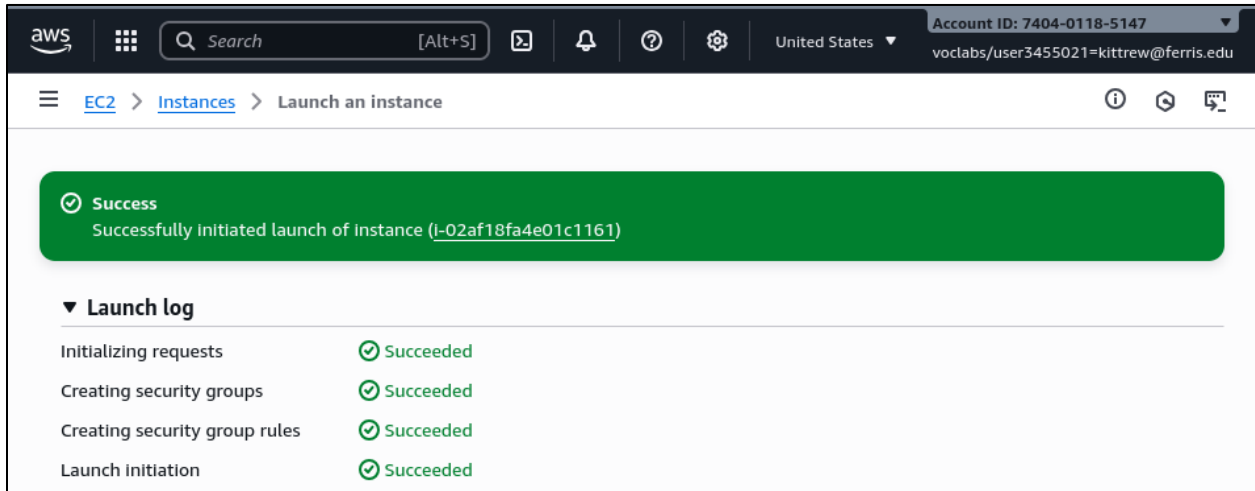 aws
Search [Alt+S]
United States
Account ID: 7404-0118-5147
voclabs/user3455021=kittrew@ferris.edu
EC2 > Instances > Launch an instance
Success
Successfully initiated launch of instance (i-02af18fa4e01c1161)
Launch log
Initializing requests Succeeded
Creating security groups Succeeded
Creating security group rules Succeeded
Launch initiation Succeeded